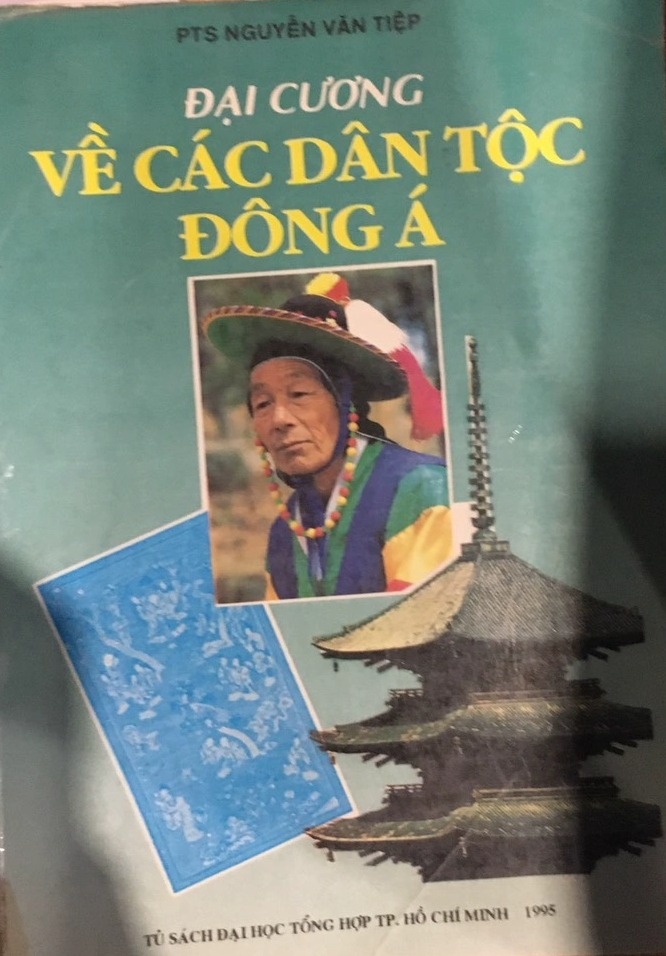 PTS NGUYỄN VĂN TIỆP
ĐẠI CƯƠNG
VỀ CÁC DÂN TỘC
ĐÔNG Á
TỦ SÁCH ĐẠI HỌC TỔNG HỢP TP. HỒ CHÍ MINH 1995